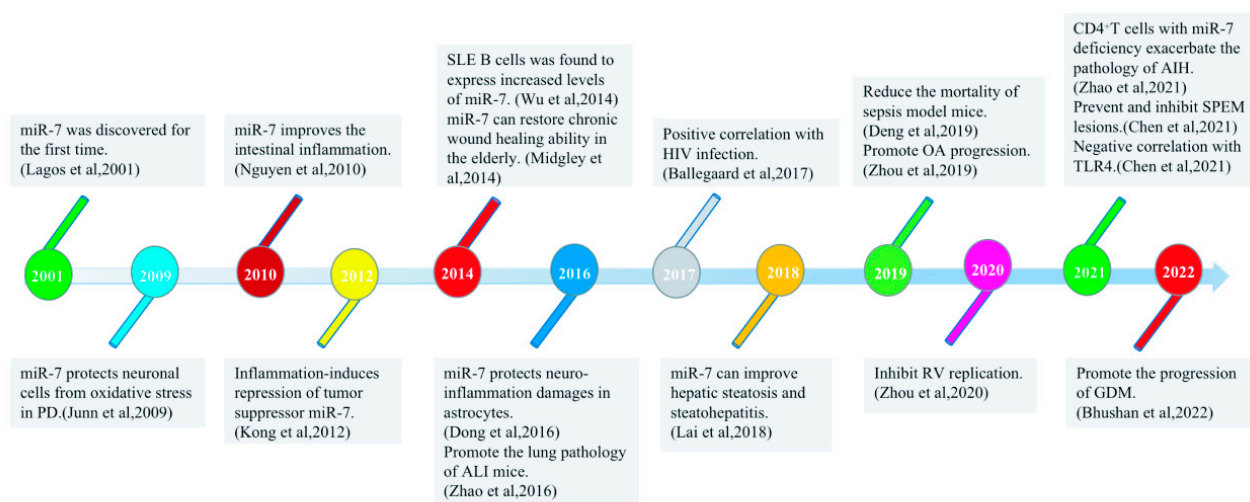 miR-7 was discovered for
the first time.
(Lagos et al,2001)
miR-7 improves the
intestinal inflammation.
(Nguyen et al,2010)
SLE B cells was found to
express increased levels
of miR-7. (Wu et al,2014)
miR-7 can restore chronic
wound healing ability in
the elderly. (Midgley et
al,2014)
Positive correlation with
HIV infection.
(Ballegaard et al,2017)
Reduce the mortality of
sepsis model mice.
(Deng et al,2019)
Promote OA progression.
(Zhou et al,2019)
CD4⁺T cells with miR-7
deficiency exacerbate the
pathology of AIH.
(Zhao et al,2021)
Prevent and inhibit SPEM
lesions.(Chen et al,2021)
Negative correlation with
TLR4.(Chen et al,2021)
2001
2009
2010
2012
2014
2016
2017
2018
2019
2020
2021
2022
miR-7 protects neuronal
cells from oxidative stress
in PD.(Junn et al,2009)
Inflammation-induces
repression of tumor
suppressor miR-7.
(Kong et al,2012)
miR-7 protects neuro-
inflammation damages in
astrocytes.
(Dong et al,2016)
Promote the lung pathology
of ALI mice.
(Zhao et al,2016)
miR-7 can improve
hepatic steatosis and
steatohepatitis.
(Lai et al,2018)
Inhibit RV replication.
(Zhou et al,2020)
Promote the progression
of GDM.
(Bhushan et al,2022)